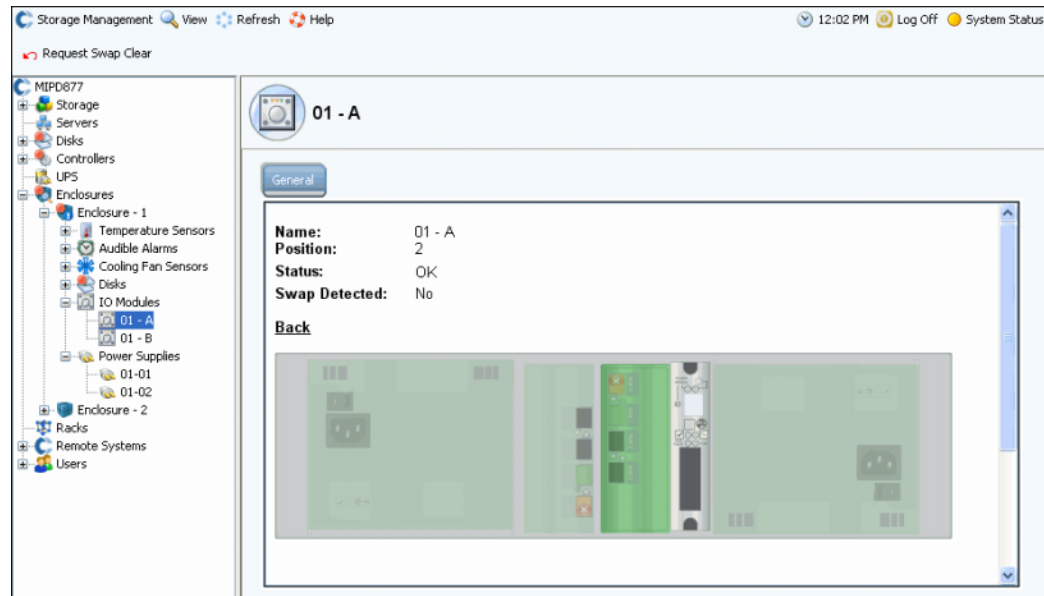 Storage Management View Refresh Help 12:02 PM Log Off System Status
Request Swap Clear
MIPD877
Storage
Servers
Disks
Controllers
UPS
Enclosures
Enclosure - 1
Temperature Sensors
Audible Alarms
Cooling Fan Sensors
Disks
IO Modules
01 - A
01 - B
Power Supplies
01-01
01-02
Enclosure - 2
Racks
Remote Systems
Users
01 - A
General
Name: 01 - A
Position: 2
Status: OK
Swap Detected: No
Back